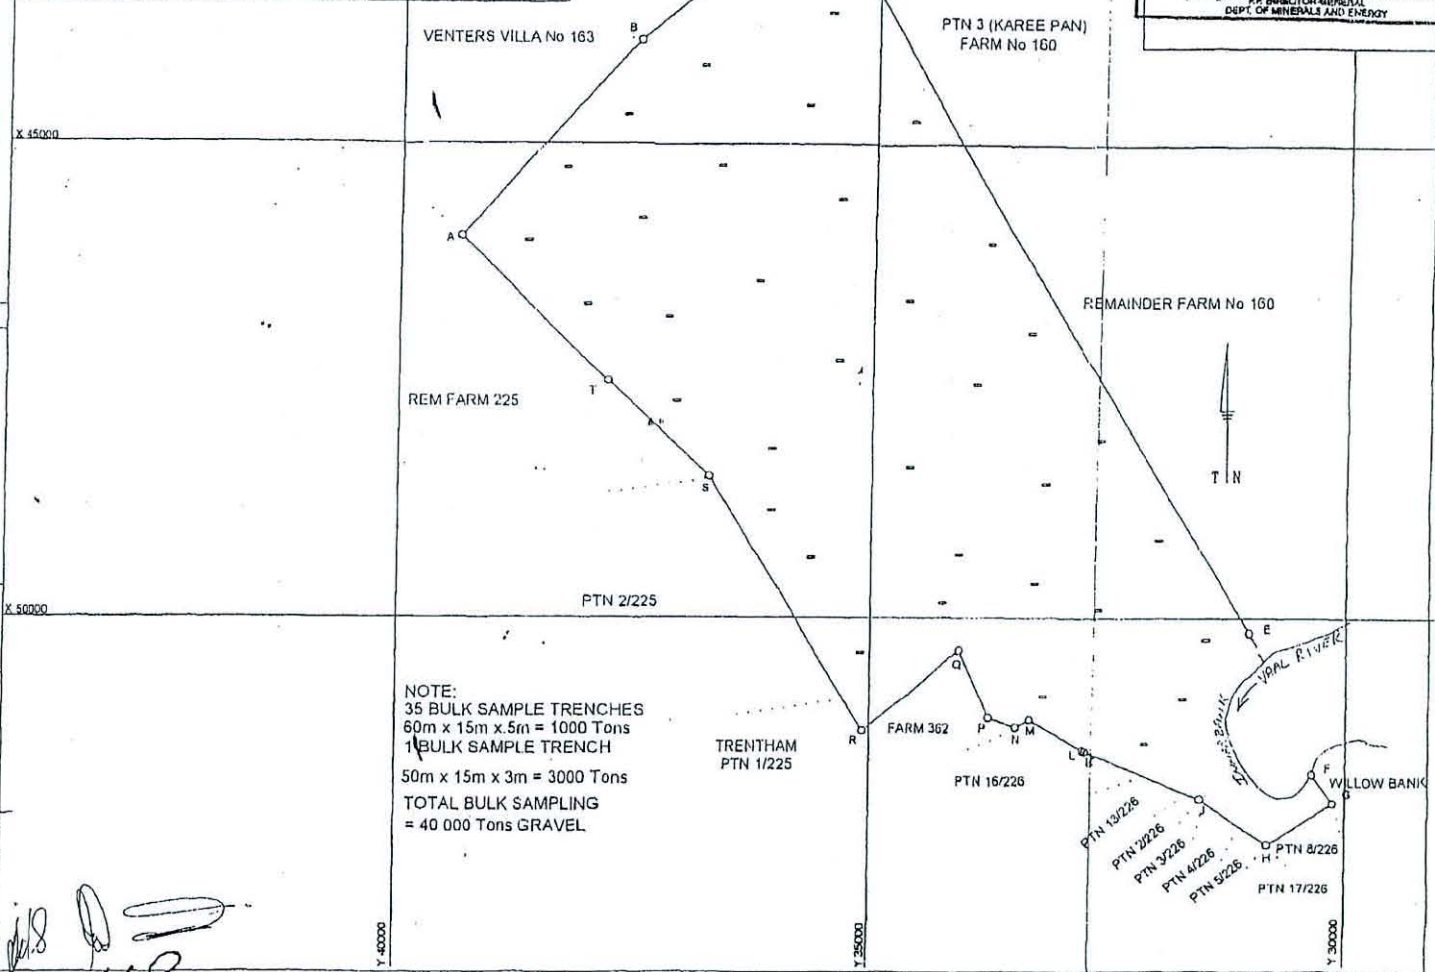 DEPT. OF MINERALS AND ENERGY
VENTERS VILLA No 163
B
PTN 3 (KAREE PAN)
FARM No 160
X 45000
A
REMAINDER FARM No 160
T
REM FARM 225
S
T N
PTN 2/225
X 50000
E
VAAL RIVER
Q
NOTE:
35 BULK SAMPLE TRENCHES
60m x 15m x.5m = 1000 Tons
1 BULK SAMPLE TRENCH
50m x 15m x 3m = 3000 Tons
TOTAL BULK SAMPLING
= 40 000 Tons GRAVEL
R
FARM 362
P
N
M
TRENTHAM
PTN 1/225
L
PTN 16/226
F
WILLOW BANK
G
J
H
PTN 13/226
PTN 2/226
PTN 3/226
PTN 4/226
PTN 5/226
PTN 8/226
PTN 17/226
Y 40000
Y 35000
Y 30000